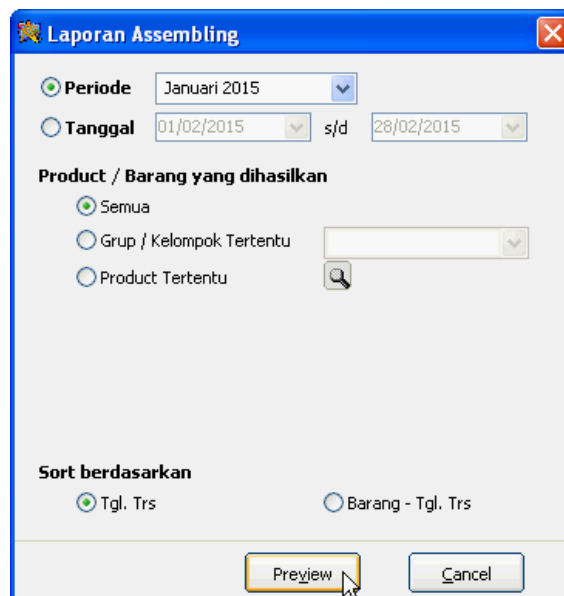 Laporan Assembling
Periode Januari 2015
Tanggal 01/02/2015 s/d 28/02/2015
Product / Barang yang dihasilkan
Semua
Grup / Kelompok Tertentu
Product Tertentu
Sort berdasarkan
Tgl. Trs Barang - Tgl. Trs
Preview Cancel